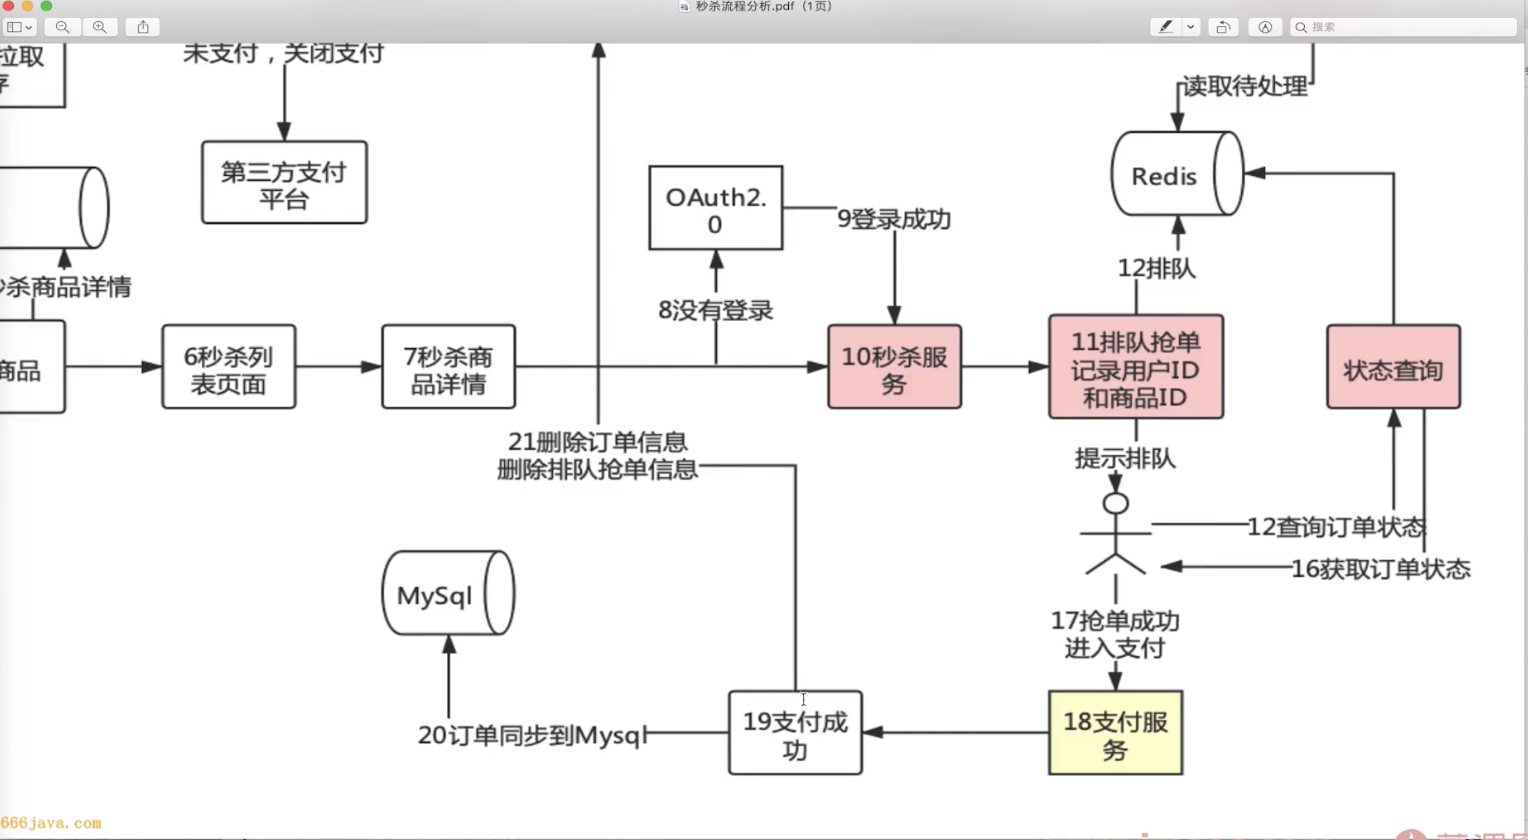 秒杀流程分析.pdf（1页）
搜索
拉取
未支付，关闭支付
读取待处理
第三方支付
平台
Redis
OAuth2.
0
9登录成功
12排队
秒杀商品详情
8没有登录
商品
6秒杀列
表页面
7秒杀商
品详情
10秒杀服
务
11排队抢单
记录用户ID
和商品ID
状态查询
21删除订单信息
删除排队抢单信息
提示排队
12查询订单状态
16获取订单状态
MySql
17抢单成功
进入支付
20订单同步到Mysql
19支付成
功
18支付服
务
666java.com